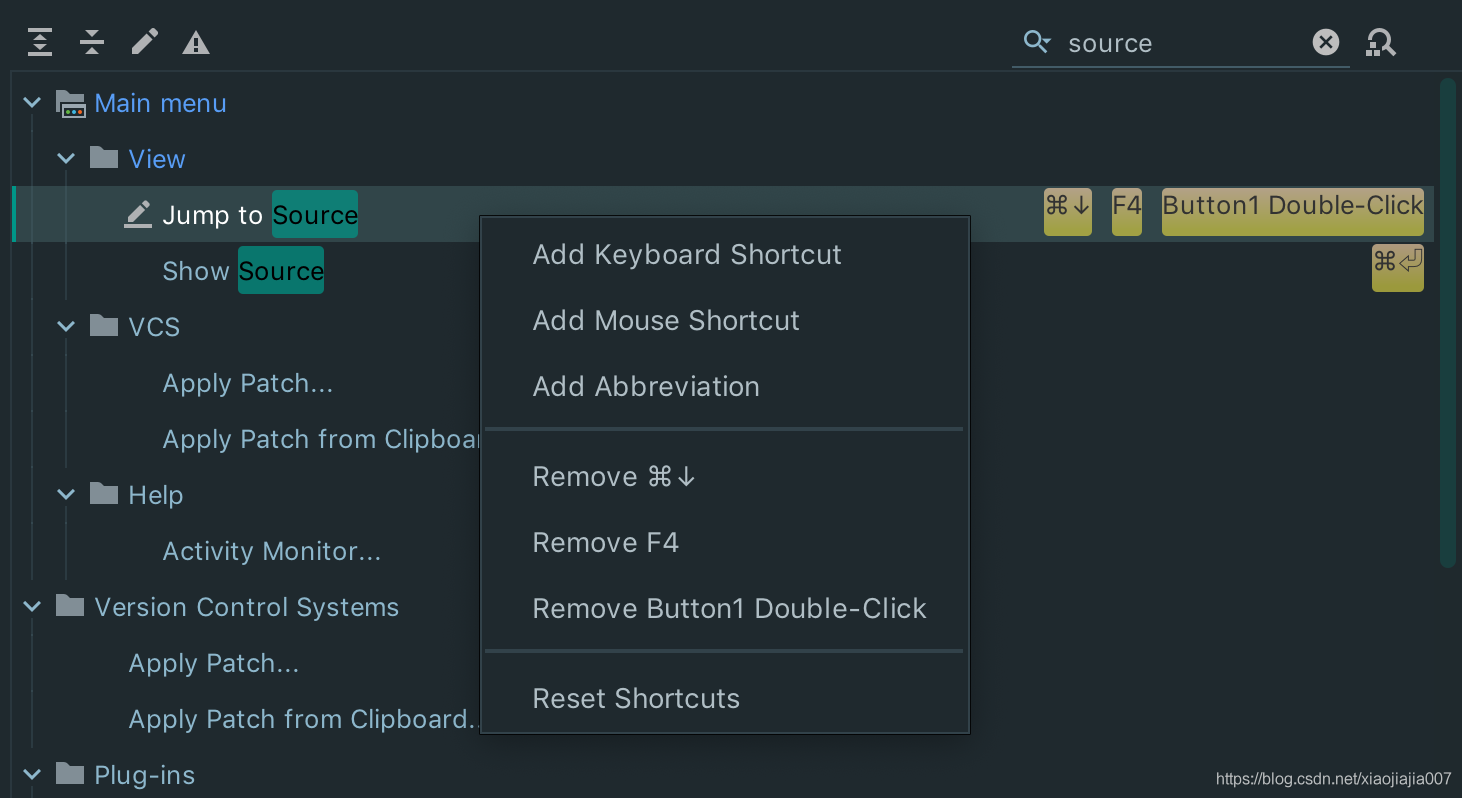 source
Main menu
View
Jump to Source ⌘↓ F4 Button1 Double-Click
Show Source ⌘⏎
VCS
Apply Patch...
Apply Patch from Clipboar
Help
Activity Monitor...
Version Control Systems
Apply Patch...
Apply Patch from Clipboard..
Plug-ins
Add Keyboard Shortcut
Add Mouse Shortcut
Add Abbreviation
Remove ⌘↓
Remove F4
Remove Button1 Double-Click
Reset Shortcuts
https://blog.csdn.net/xiaojiajia007